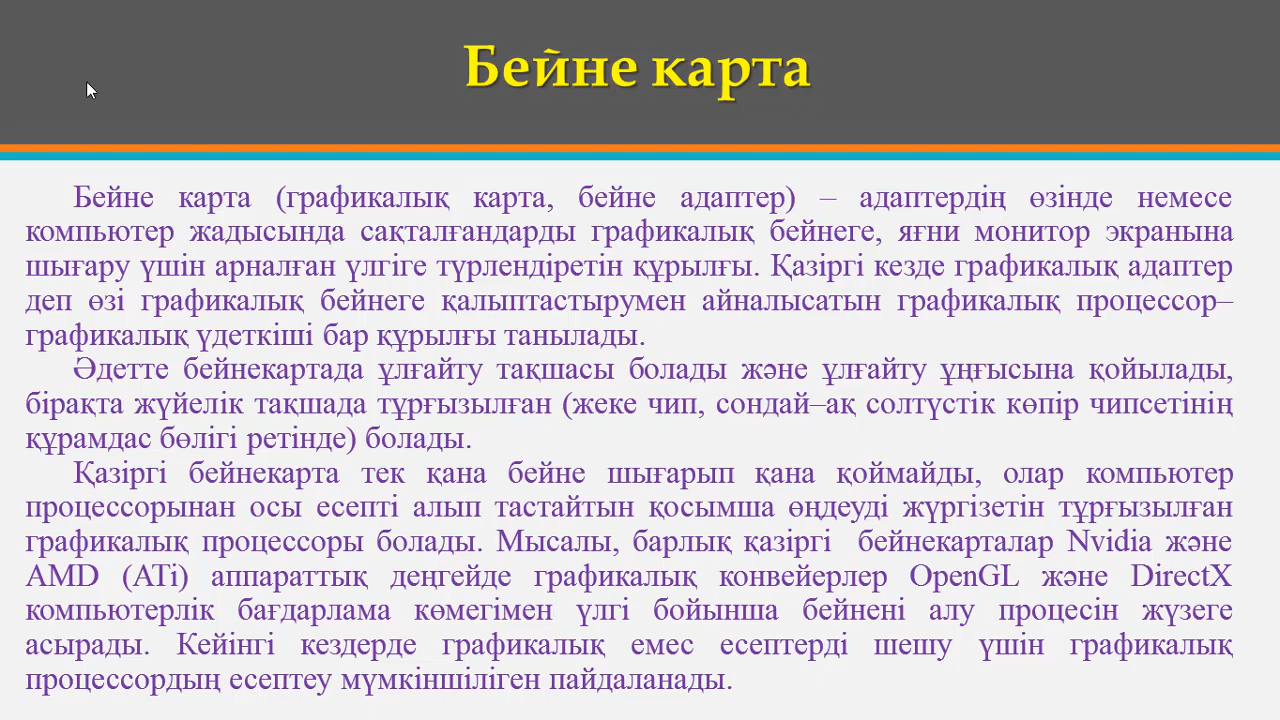 Бейне карта
Бейне карта (графикалық карта, бейне адаптер) – адаптердің өзінде немесе
компьютер жадысында сақталғандарды графикалық бейнеге, яғни монитор экранына
шығару үшін арналған үлгіге түрлендіретін құрылғы. Қазіргі кезде графикалық адаптер
деп өзі графикалық бейнеге қалыптастырумен айналысатын графикалық процессор–
графикалық үдеткіші бар құрылғы танылады.
Әдетте бейнекартада ұлғайту тақшасы болады және ұлғайту ұңғысына қойылады,
бірақта жүйелік тақшада тұрғызылған (жеке чип, сондай–ақ солтүстік көпір чипсетінің
құрамдас бөлігі ретінде) болады.
Қазіргі бейнекарта тек қана бейне шығарып қана қоймайды, олар компьютер
процессорынан осы есепті алып тастайтын қосымша өңдеуді жүргізетін тұрғызылған
графикалық процессоры болады. Мысалы, барлық қазіргі  бейнекарталар Nvidia және
AMD (ATi) аппараттық деңгейде графикалық конвейерлер OpenGL және DirectX
компьютерлік бағдарлама көмегімен үлгі бойынша бейнені алу процесін жүзеге
асырады. Кейінгі кездерде графикалық емес есептерді шешу үшін графикалық
процессордың есептеу мүмкіншіліген пайдаланады.